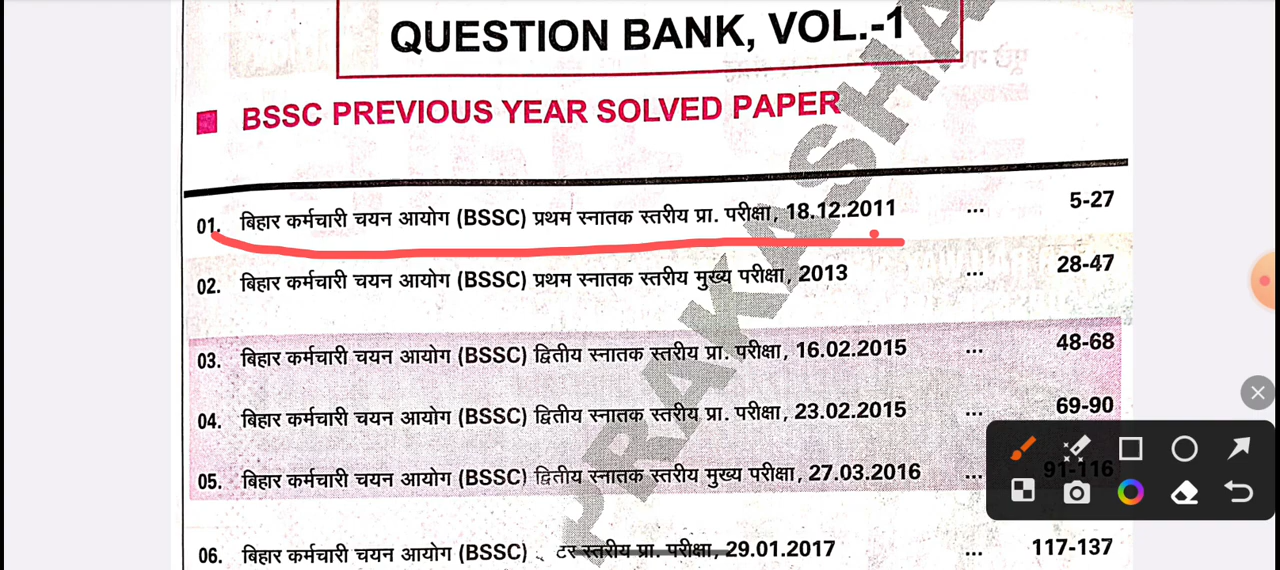 QUESTION BANK, VOL.-1
BSSC PREVIOUS YEAR SOLVED PAPER
01. बिहार कर्मचारी चयन आयोग (BSSC) प्रथम स्नातक स्तरीय प्रा. परीक्षा, 18.12.2011 ... 5-27
02. बिहार कर्मचारी चयन आयोग (BSSC) प्रथम स्नातक स्तरीय मुख्य परीक्षा, 2013 ... 28-47
03. बिहार कर्मचारी चयन आयोग (BSSC) द्वितीय स्नातक स्तरीय प्रा. परीक्षा, 16.02.2015 ... 48-68
04. बिहार कर्मचारी चयन आयोग (BSSC) द्वितीय स्नातक स्तरीय प्रा. परीक्षा, 23.02.2015 ... 69-90
05. बिहार कर्मचारी चयन आयोग (BSSC) द्वितीय स्नातक स्तरीय मुख्य परीक्षा, 27.03.2016 ... 91-116
06. बिहार कर्मचारी चयन आयोग (BSSC) टर स्तरीय प्रा. परीक्षा, 29.01.2017 ... 117-137
PRAKASHA